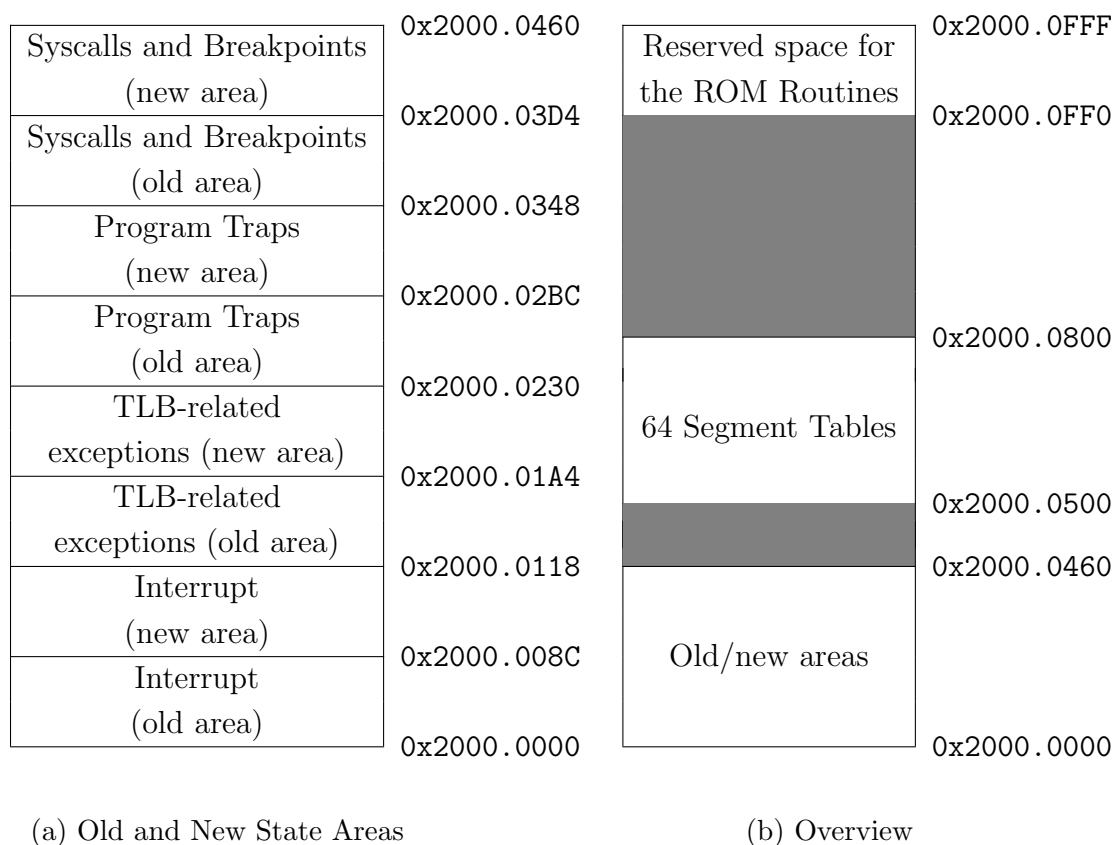 0x2000.0460
Syscalls and Breakpoints
(new area)
0x2000.03D4
Syscalls and Breakpoints
(old area)
0x2000.0348
Program Traps
(new area)
0x2000.02BC
Program Traps
(old area)
0x2000.0230
TLB-related
exceptions (new area)
0x2000.01A4
TLB-related
exceptions (old area)
0x2000.0118
Interrupt
(new area)
0x2000.008C
Interrupt
(old area)
0x2000.0000
(a) Old and New State Areas
0x2000.0FFF
Reserved space for
the ROM Routines
0x2000.0FF0
0x2000.0800
64 Segment Tables
0x2000.0500
0x2000.0460
Old/new areas
0x2000.0000
(b) Overview